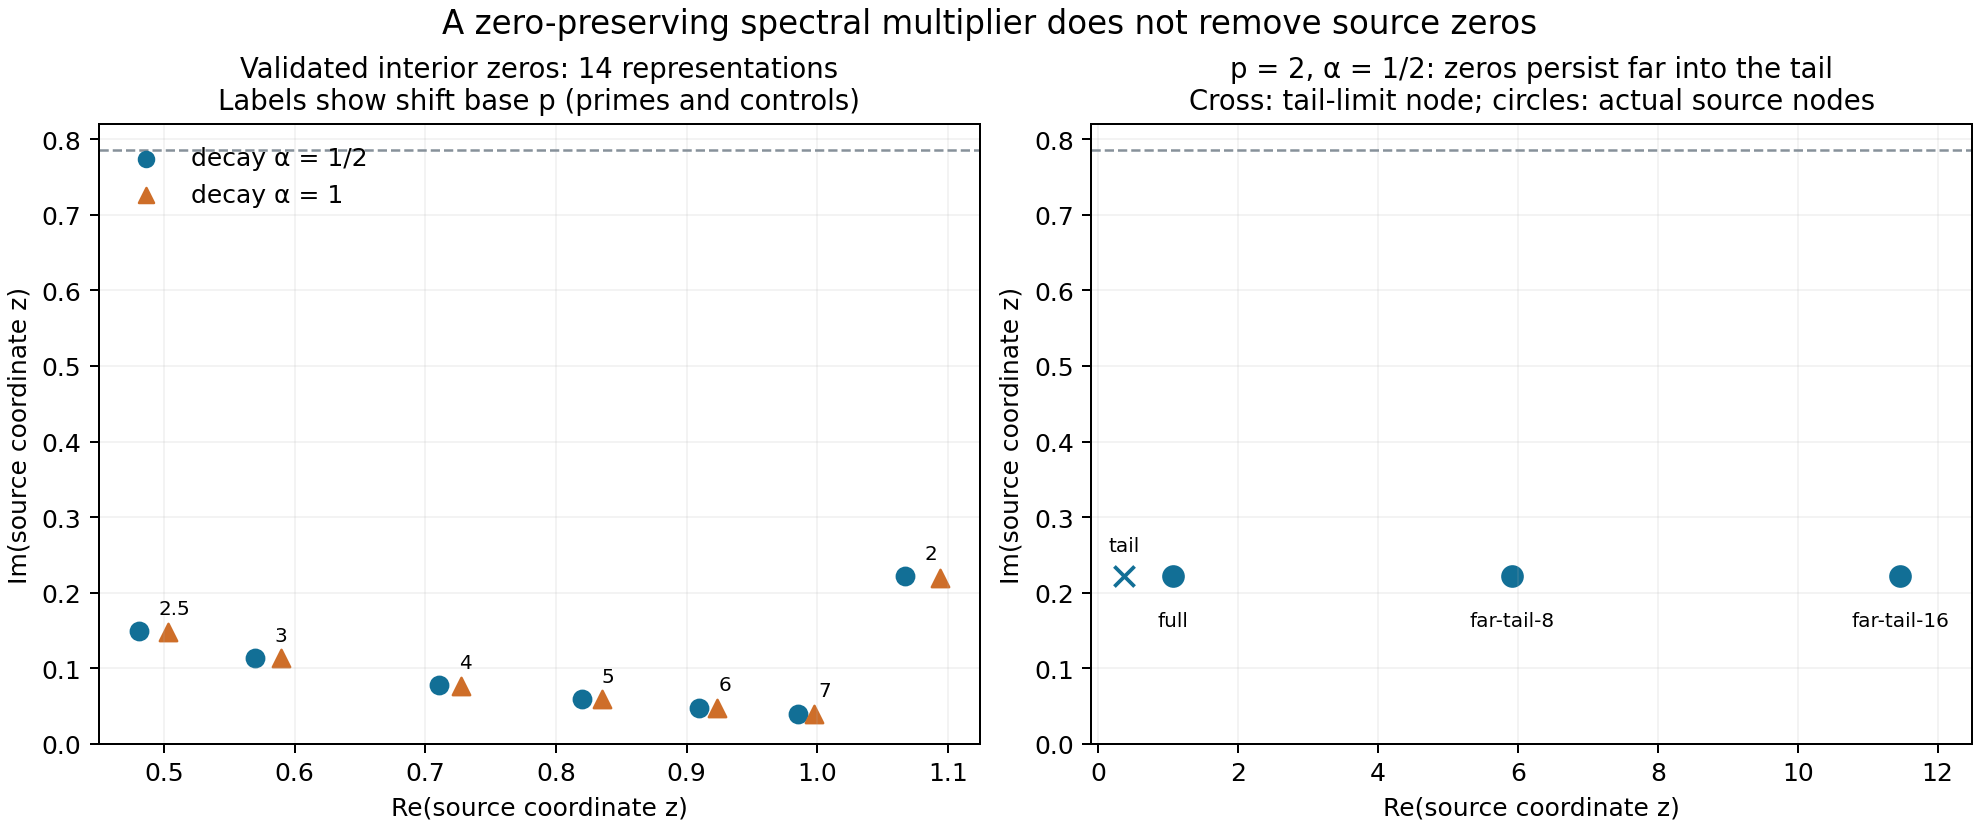 A zero-preserving spectral multiplier does not remove source zeros
Validated interior zeros: 14 representations
Labels show shift base p (primes and controls)
0.8
0.7
0.6
0.5
0.4
0.3
0.2
0.1
0.0
Im(source coordinate z)
decay α = 1/2
decay α = 1
2.5
3
4
5
6
7
2
0.5
0.6
0.7
0.8
0.9
1.0
1.1
Re(source coordinate z)
p = 2, α = 1/2: zeros persist far into the tail
Cross: tail-limit node; circles: actual source nodes
0.8
0.7
0.6
0.5
0.4
0.3
0.2
0.1
0.0
Im(source coordinate z)
tail
full
far-tail-8
far-tail-16
0
2
4
6
8
10
12
Re(source coordinate z)